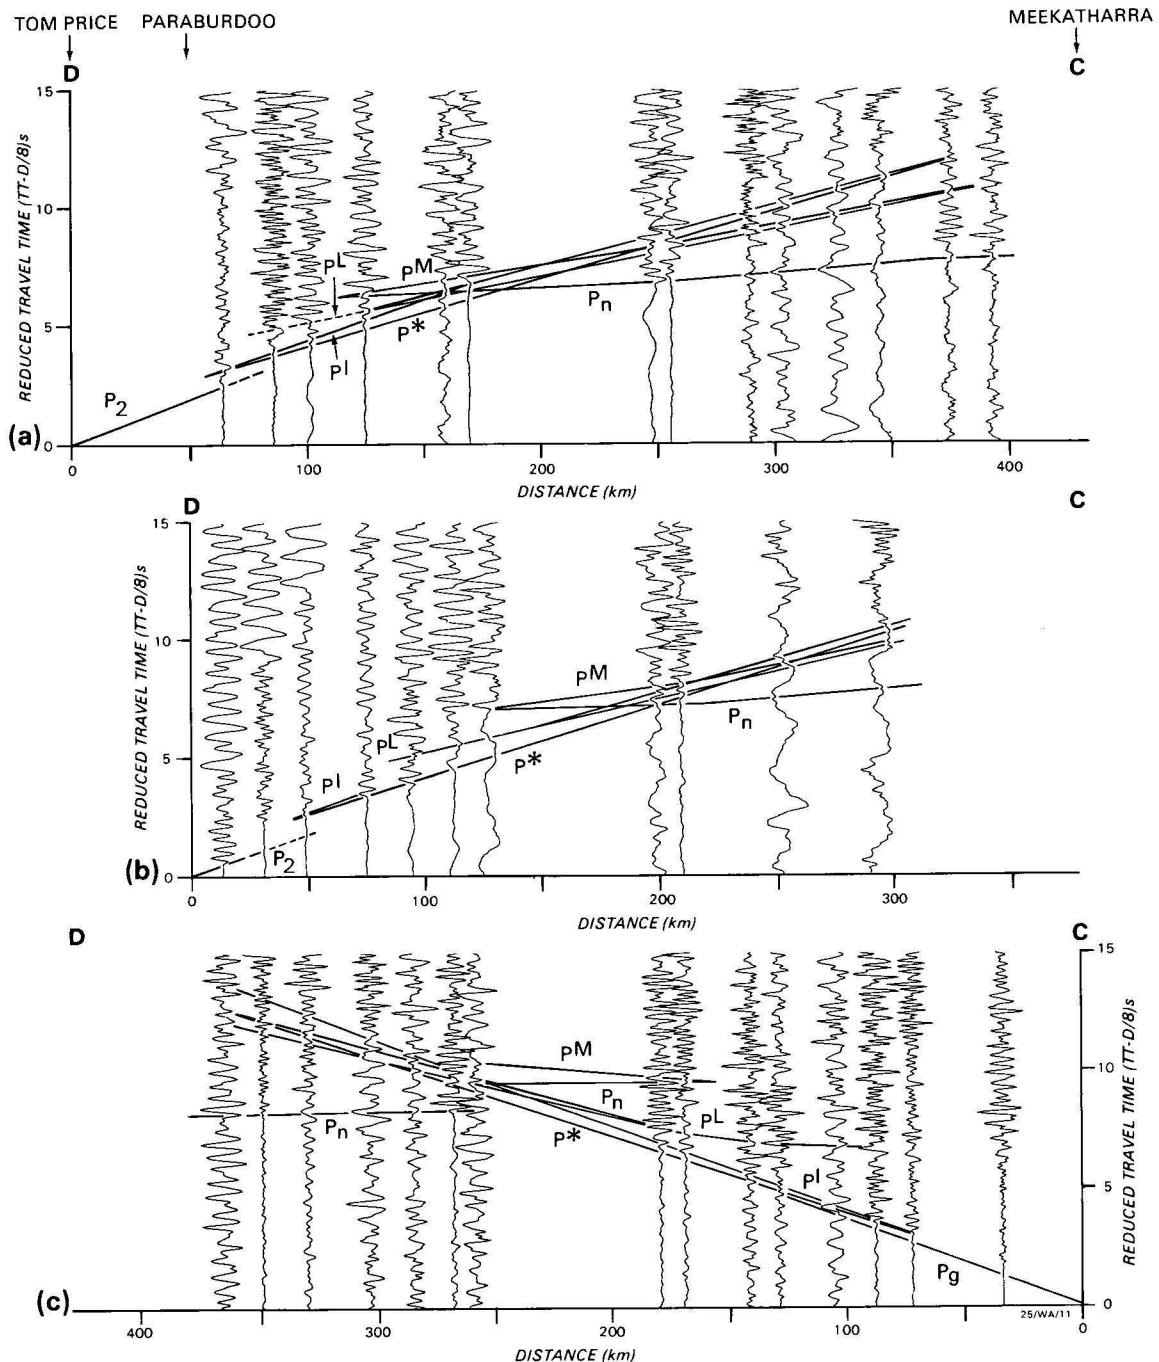 TOM PRICE PARABURDOO MEEKATHARRA
D C
15
10
5
0
REDUCED TRAVEL TIME (TT-D/8)s
PL PM
Pn
P*
PI
P2
(a)
0 100 200 300 400
DISTANCE (km)
D C
15
10
5
0
REDUCED TRAVEL TIME (TT-D/8)s
PM
Pn
PL
P*
PI
P2
(b)
0 100 200 300
DISTANCE (km)
D C
15
10
5
0
REDUCED TRAVEL TIME (TT-D/8)s
PM
Pn
PL
Pn
P*
PI
Pg
(c)
25/WA/11
400 300 200 100 0
DISTANCE (km)